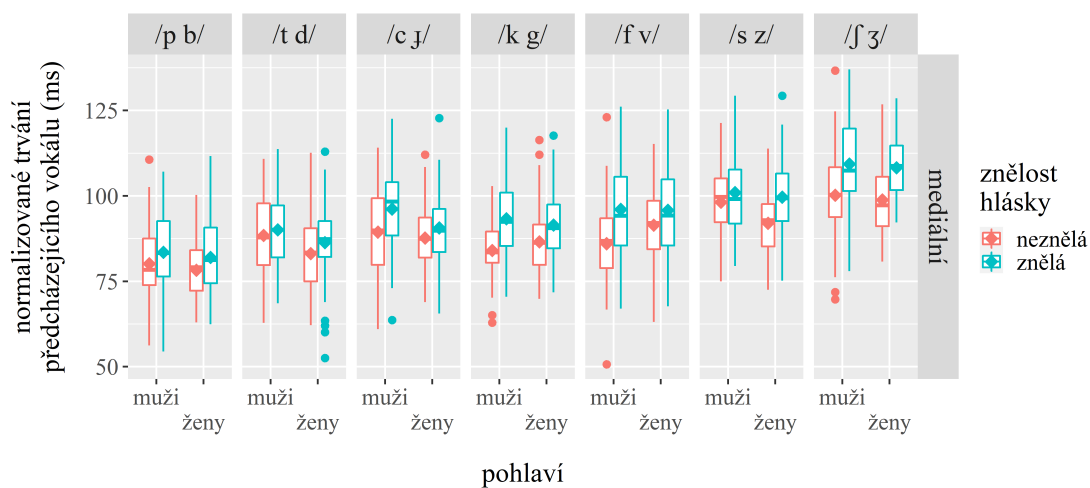 /p b/ /t d/ /c ɟ/ /k g/ /f v/ /s z/ /ʃ ʒ/
normalizované trvání
předcházejícího vokálu (ms)
125
100
75
50
mediální
znělost
hlásky
neznělá
znělá
muži muži muži muži muži muži muži
ženy ženy ženy ženy ženy ženy ženy
pohlaví